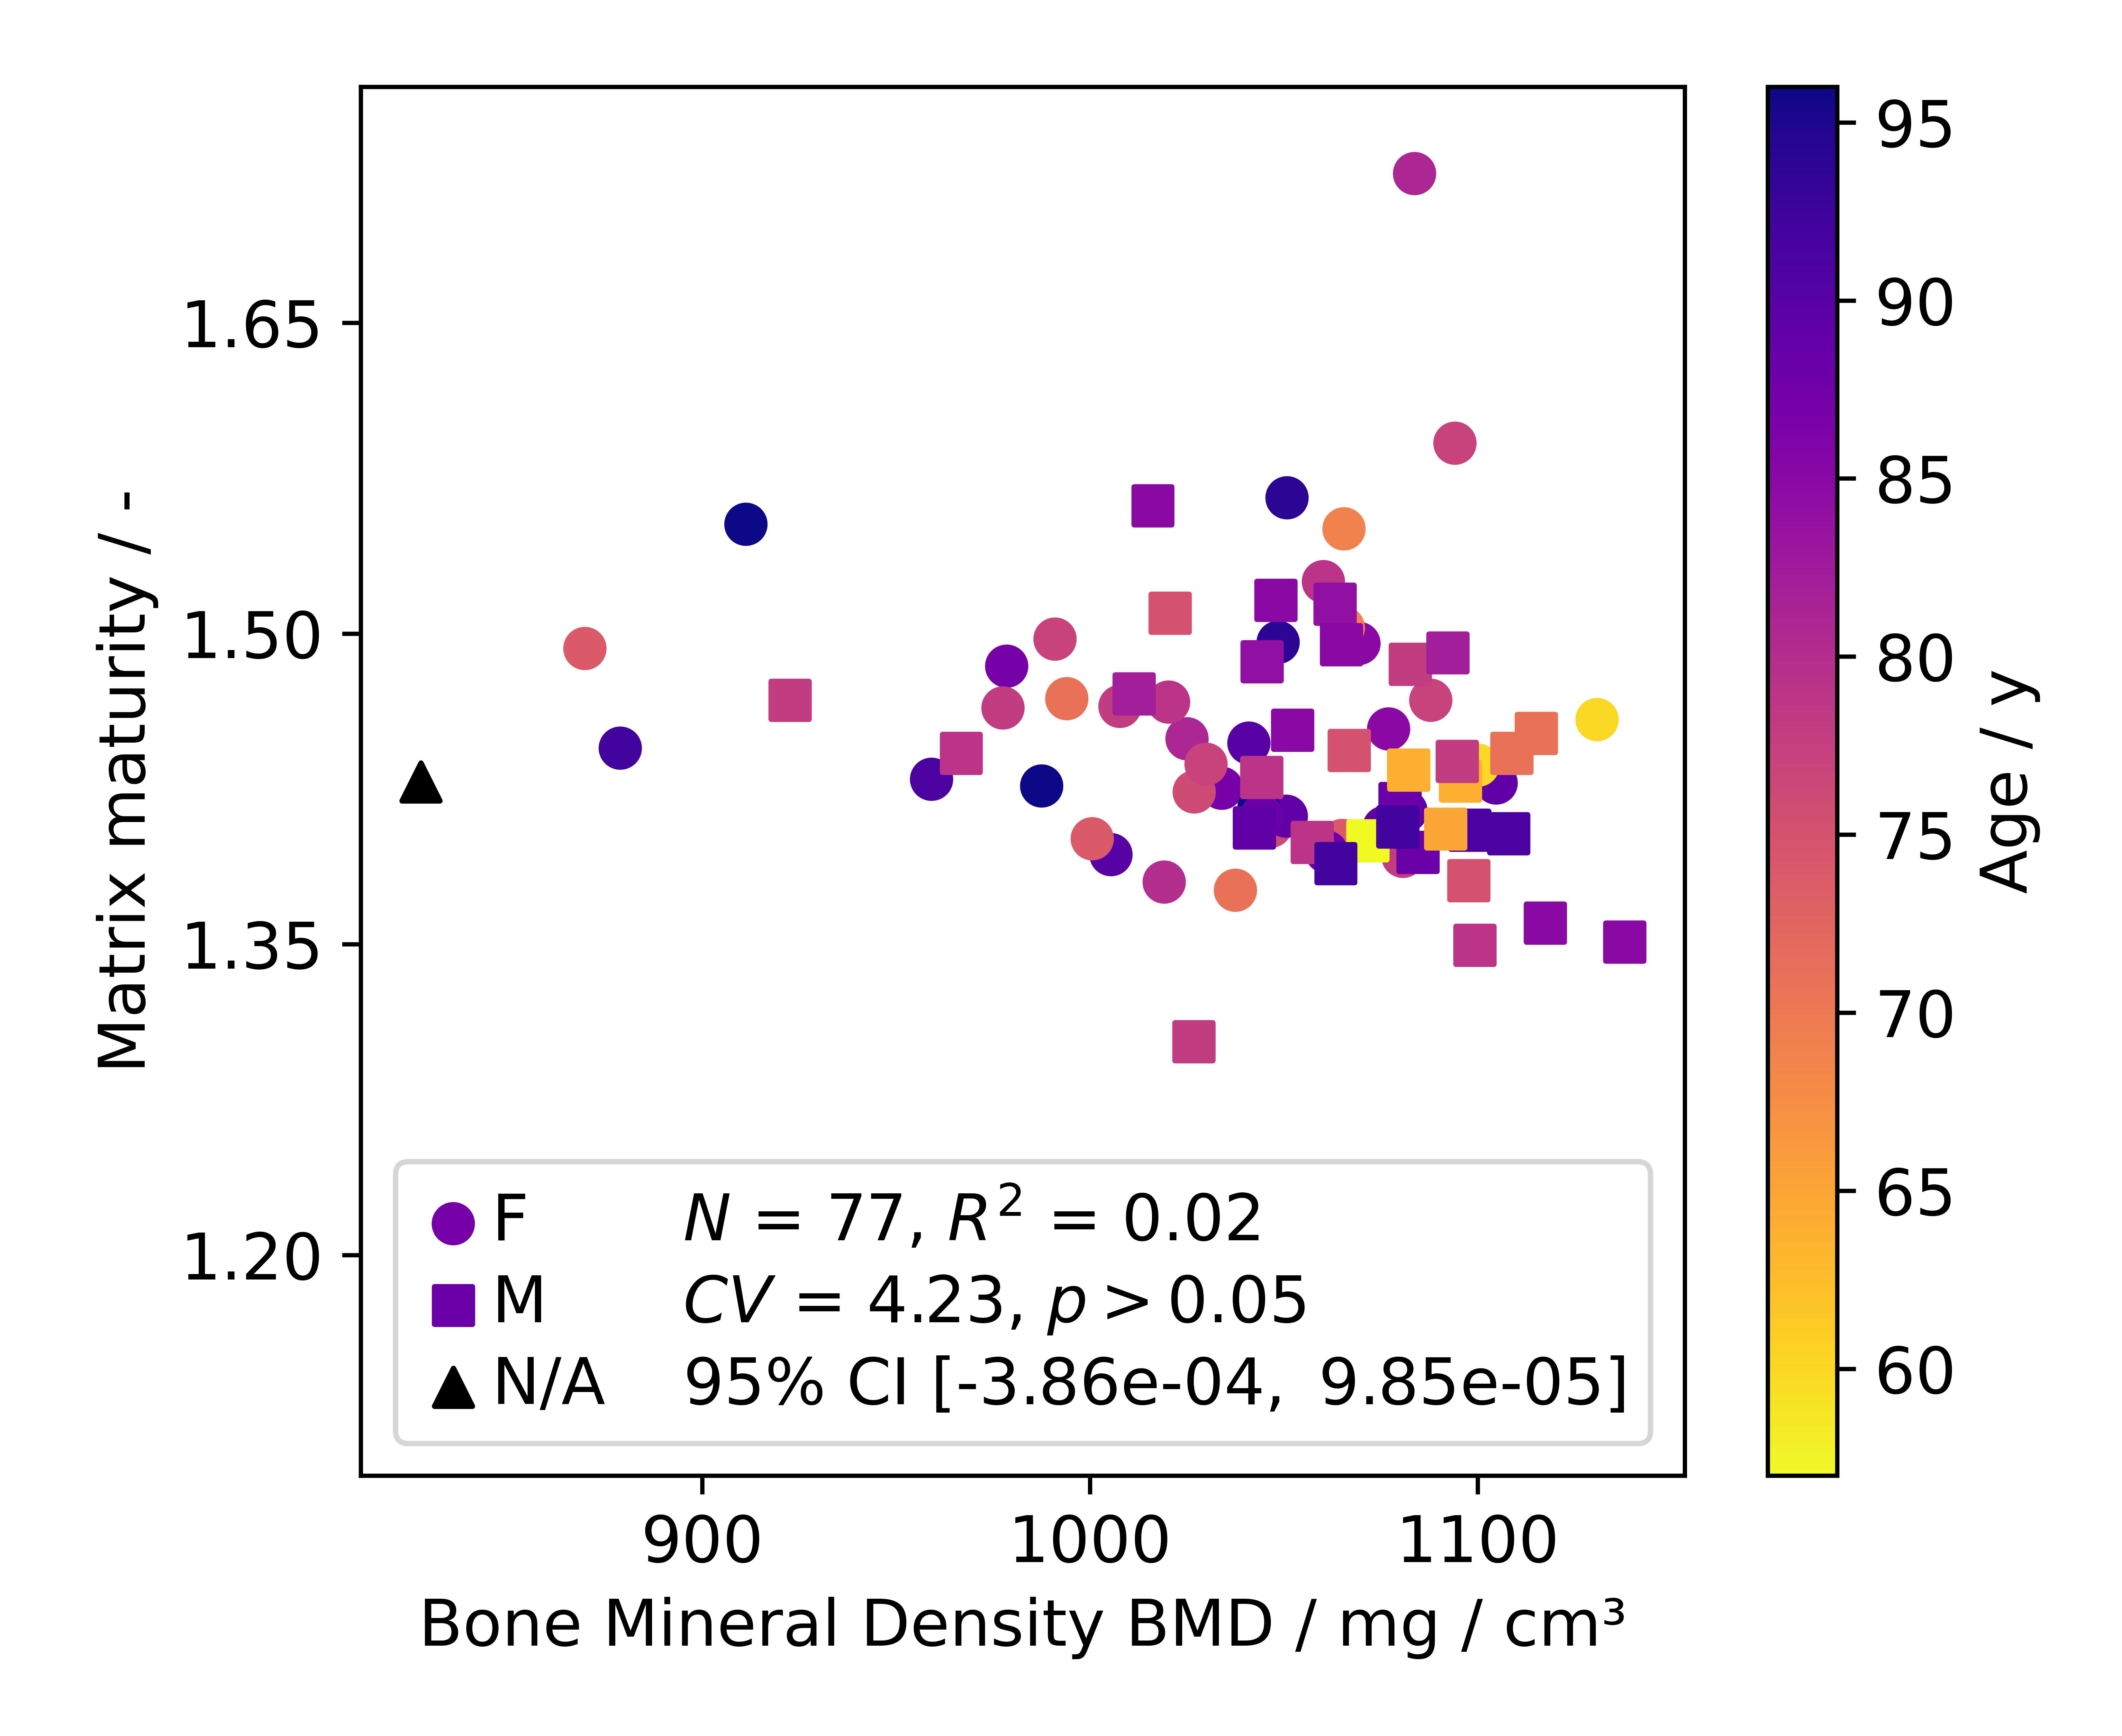 Matrix maturity / -
1.65
1.50
1.35
1.20
F N = 77, R² = 0.02
M CV = 4.23, p > 0.05
N/A 95% CI [-3.86e-04, 9.85e-05]
900 1000 1100
Bone Mineral Density BMD / mg / cm³
95
90
85
80
75
70
65
60
Age / y